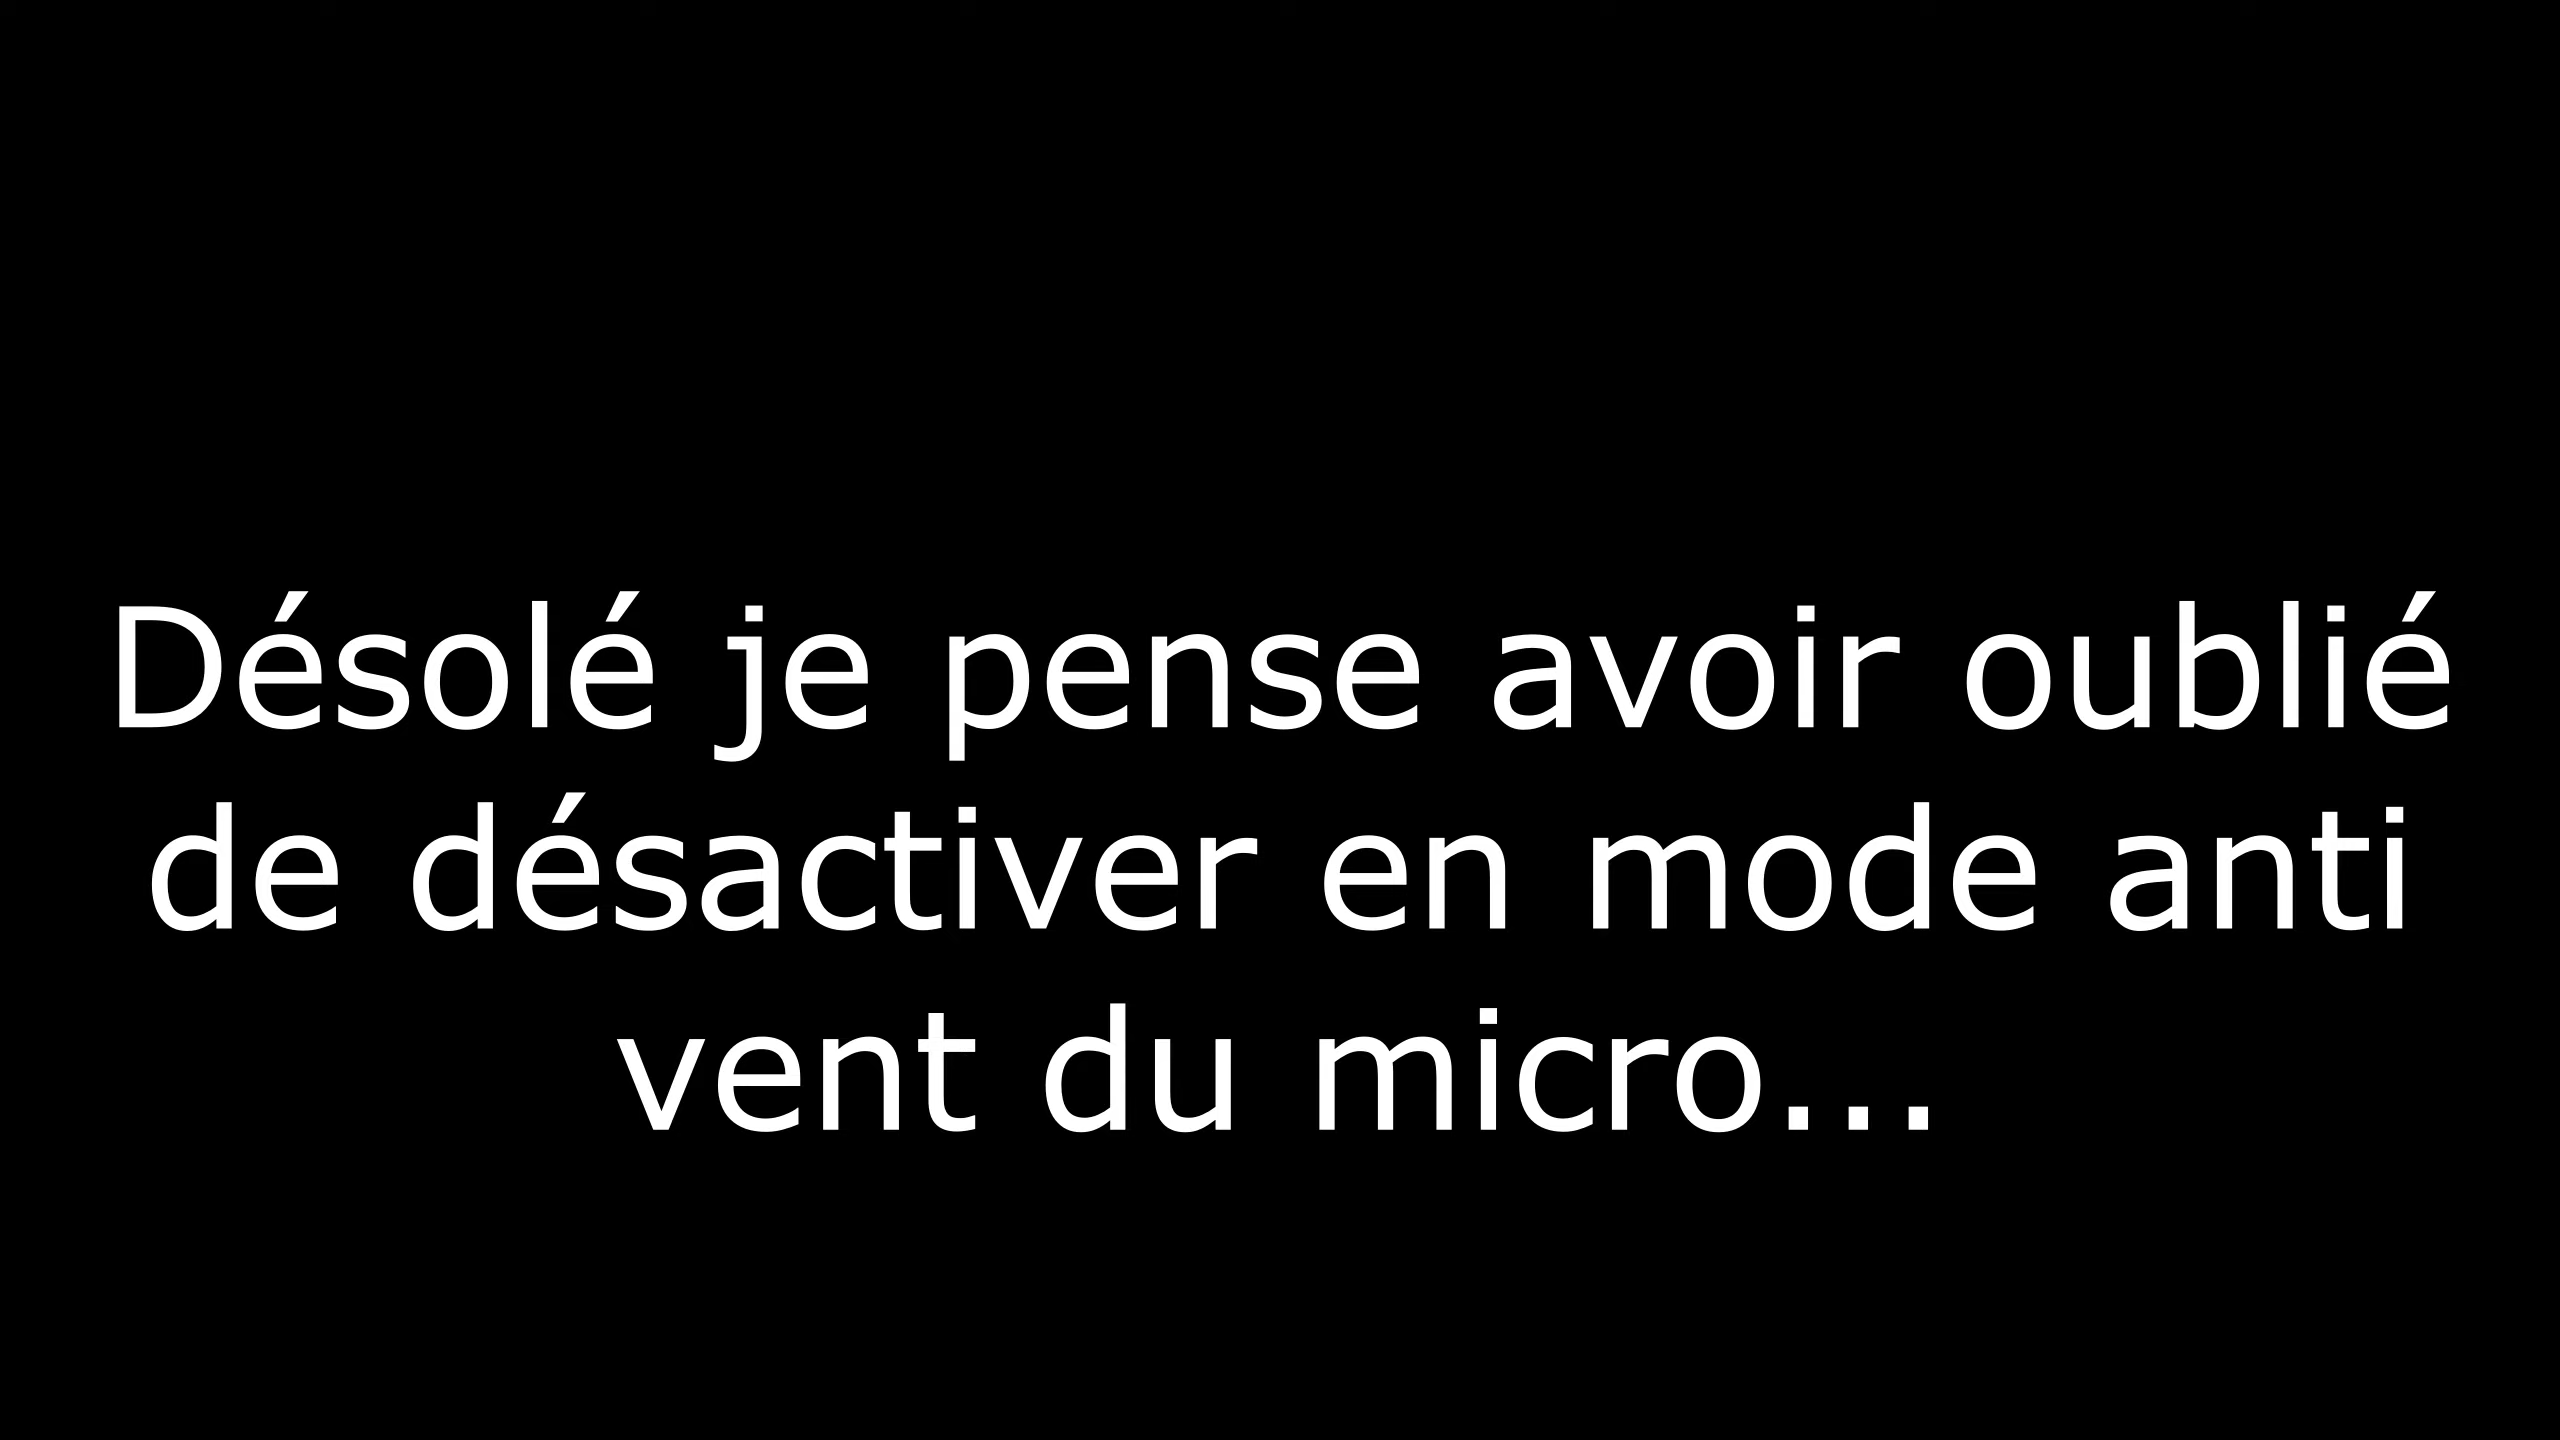 Désolé je pense avoir oublié
de désactiver en mode anti
vent du micro...